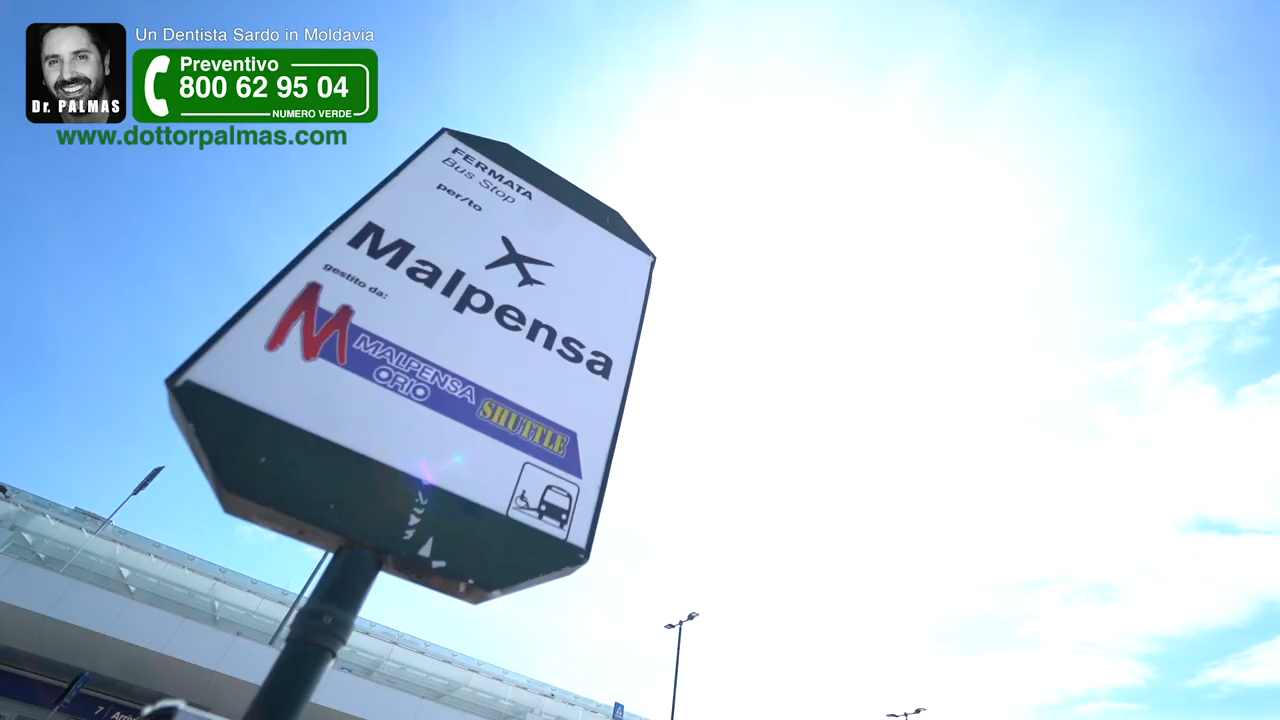 Un Dentista Sardo in Moldavia
Preventivo
800 62 95 04
NUMERO VERDE
Dr. PALMAS
www.dottorpalmas.com
FERMATA
Bus Stop
per/to
Malpensa
gestito da:
M
MALPENSA
ORIO
SHUTTLE
7